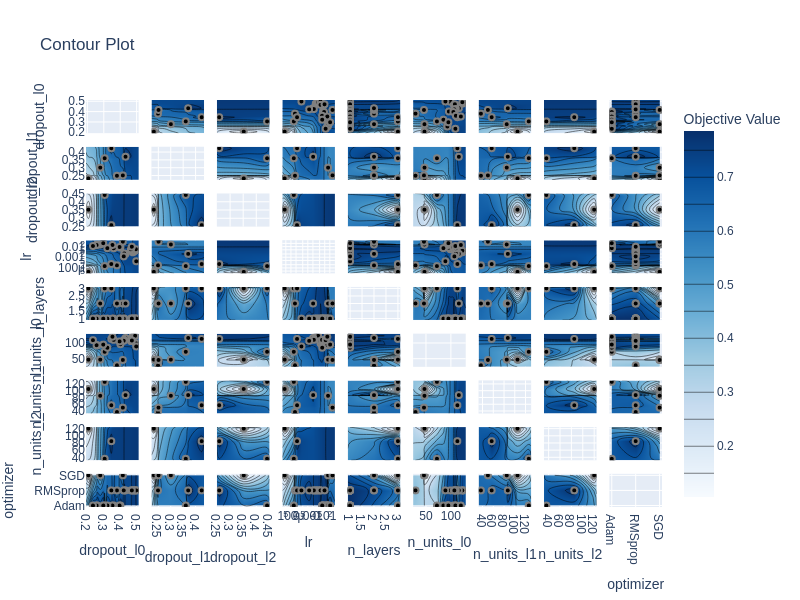 Contour Plot
Objective Value
0.7
0.6
0.5
0.4
0.3
0.2
dropout_l0
0.5
0.4
0.3
0.2
dropout_l1
0.4
0.35
0.3
0.25
dropout_l2
0.45
0.4
0.35
0.3
0.25
lr
0.01
0.001
n_layers
3
2.5
2
1.5
1
n_units_l0
100
50
n_units_l1
120
100
80
60
40
n_units_l2
120
100
80
60
40
optimizer
SGD
RMSprop
Adam
0.2
0.3
0.4
0.5
dropout_l0
0.25
0.3
0.35
0.4
dropout_l1
0.25
0.3
0.35
0.4
0.45
dropout_l2
lr
1
1.5
2
2.5
3
n_layers
50
100
n_units_l0
40
60
80
100
120
n_units_l1
40
60
80
100
120
n_units_l2
Adam
RMSprop
SGD
optimizer